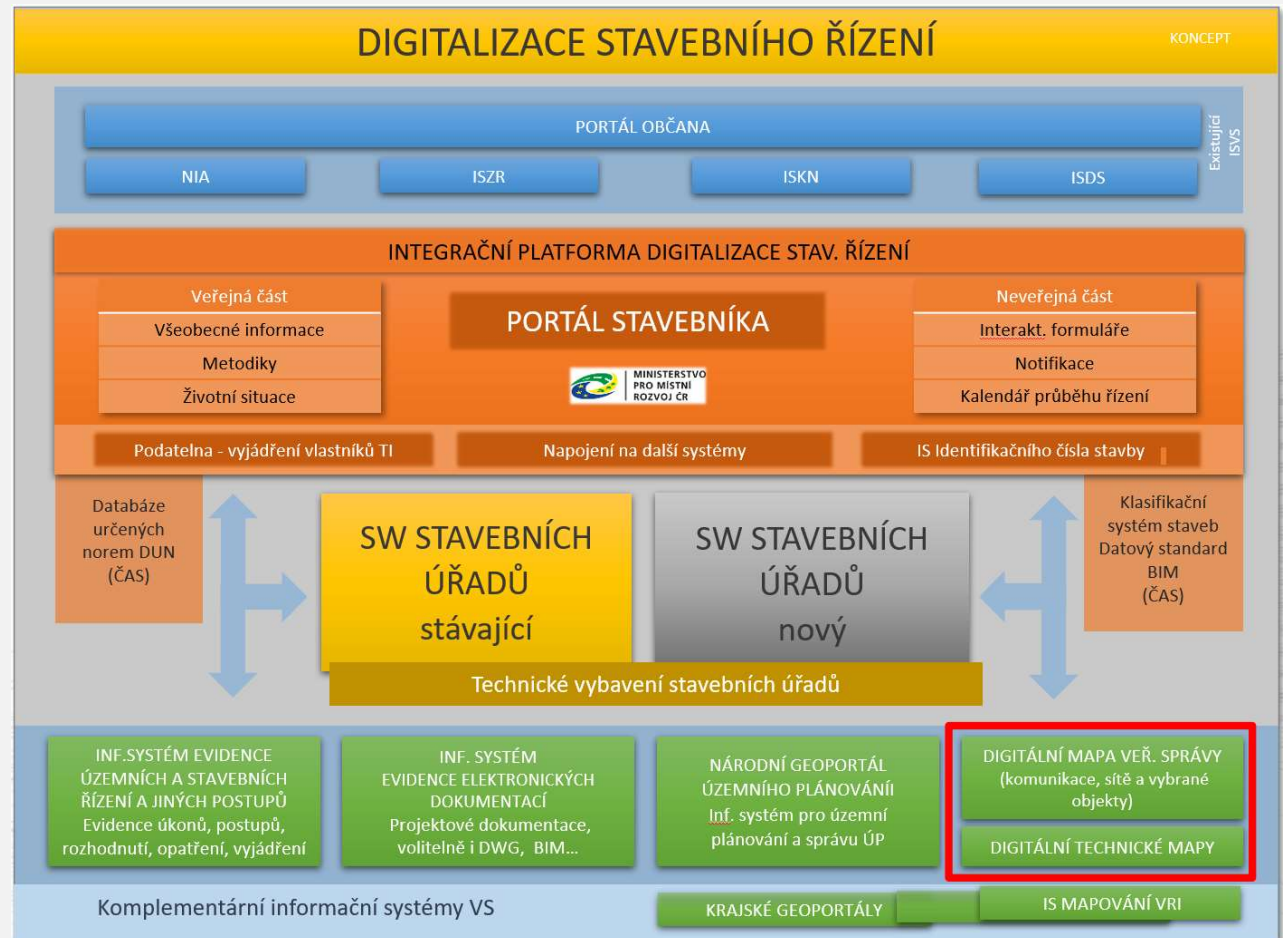 DIGITALIZACE STAVEBNÍHO ŘÍZENÍ
KONCEPT
PORTÁL OBČANA
Existující
ISVS
NIA
ISZR
ISKN
ISDS
INTEGRAČNÍ PLATFORMA DIGITALIZACE STAV. ŘÍZENÍ
Veřejná část
Všeobecné informace
Metodiky
Životní situace
PORTÁL STAVEBNÍKA
MINISTERSTVO
PRO MÍSTNÍ
ROZVOJ ČR
Neveřejná část
Interakt. formuláře
Notifikace
Kalendář průběhu řízení
Podatelna - vyjádření vlastníků TI
Napojení na další systémy
IS Identifikačního čísla stavby
Databáze
určených
norem DUN
(ČAS)
SW STAVEBNÍCH
ÚŘADŮ
stávající
SW STAVEBNÍCH
ÚŘADŮ
nový
Klasifikační
systém staveb
Datový standard
BIM
(ČAS)
Technické vybavení stavebních úřadů
INF.SYSTÉM EVIDENCE
ÚZEMNÍCH A STAVEBNÍCH
ŘÍZENÍ A JINÝCH POSTUPŮ
Evidence úkonů, postupů,
rozhodnutí, opatření, vyjádření
INF. SYSTÉM
EVIDENCE ELEKTRONICKÝCH
DOKUMENTACÍ
Projektové dokumentace,
volitelně i DWG, BIM...
NÁRODNÍ GEOPORTÁL
ÚZEMNÍHO PLÁNOVÁNÍI
Inf. systém pro územní
plánování a správu ÚP
DIGITÁLNÍ MAPA VEŘ. SPRÁVY
(komunikace, sítě a vybrané
objekty)
DIGITÁLNÍ TECHNICKÉ MAPY
Komplementární informační systémy VS
KRAJSKÉ GEOPORTÁLY
IS MAPOVÁNÍ VRI